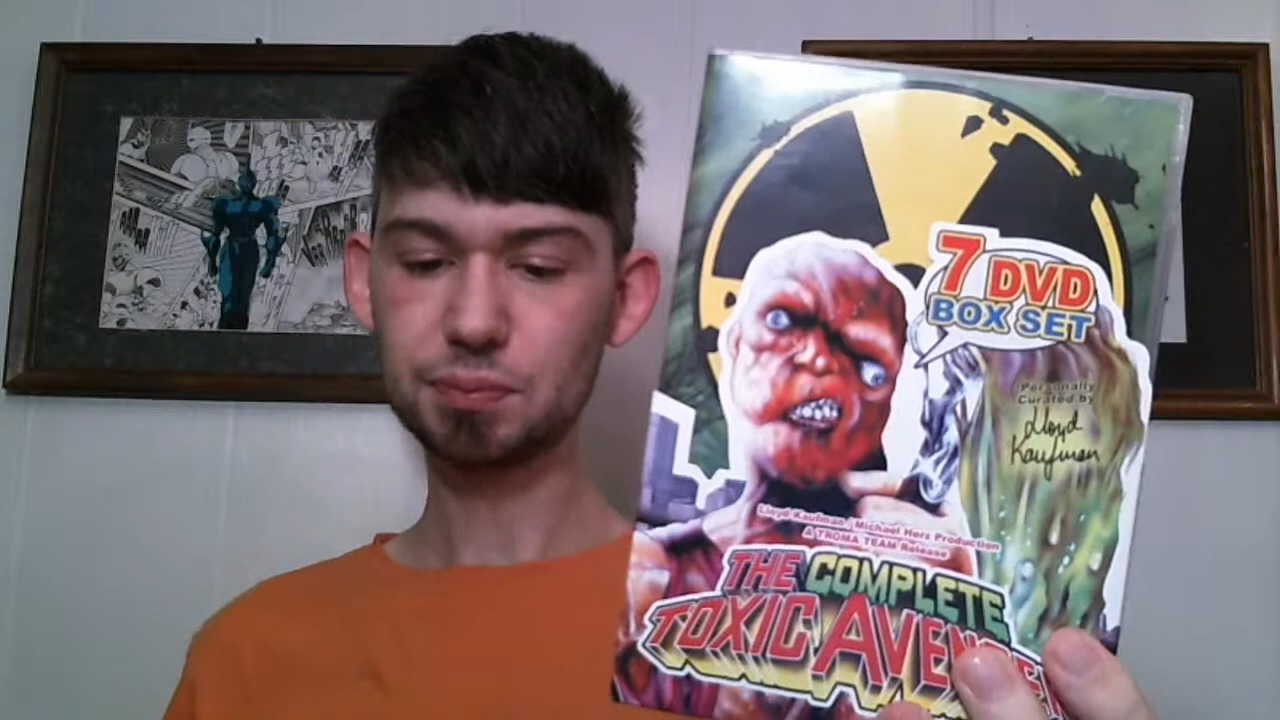 7 DVD
BOX SET
Personally
Curated by
Lloyd
Kaufman
Lloyd Kaufman / Michael Herz Production
A TROMA TEAM Release
THE COMPLETE
TOXIC AVENGE